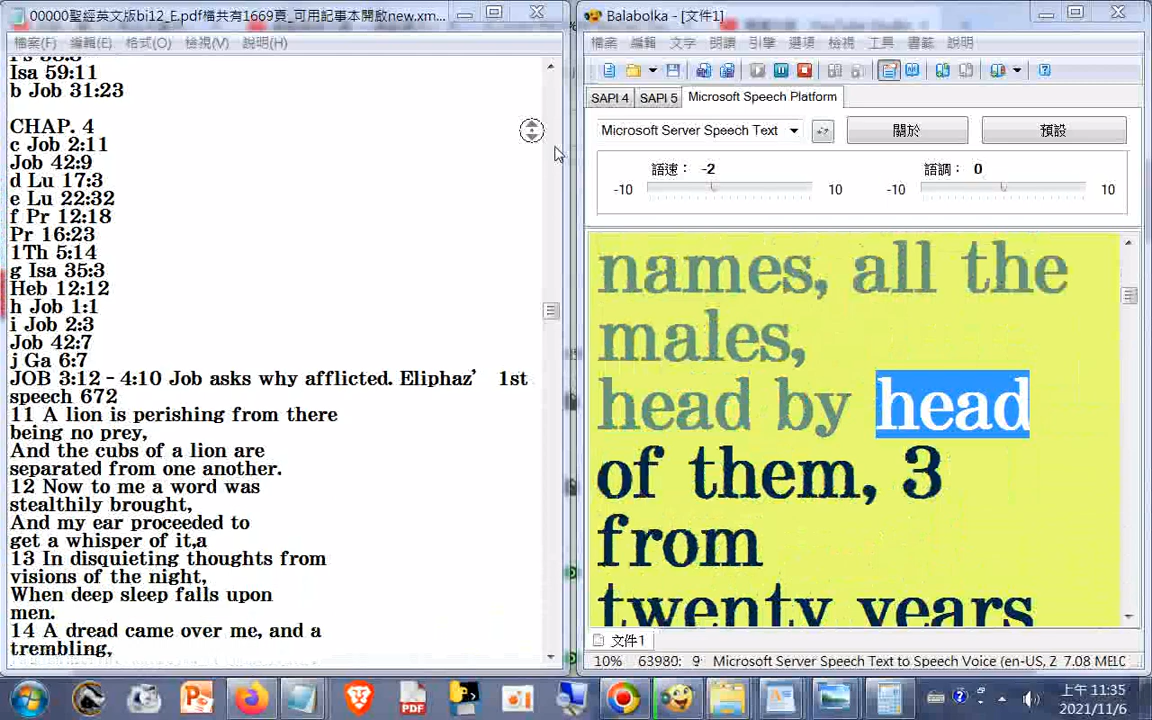 00000聖經英文版bi12_E.pdf檔共有1669頁_可用記事本開啟new.xm...
檔案(F) 編輯(E) 格式(O) 檢視(V) 說明(H)
Isa 59:11
b Job 31:23
CHAP. 4
c Job 2:11
Job 42:9
d Lu 17:3
e Lu 22:32
f Pr 12:18
Pr 16:23
1Th 5:14
g Isa 35:3
Heb 12:12
h Job 1:1
i Job 2:3
Job 42:7
j Ga 6:7
JOB 3:12–4:10 Job asks why afflicted. Eliphaz’ 1st
speech 672
11 A lion is perishing from there
being no prey,
And the cubs of a lion are
separated from one another.
12 Now to me a word was
stealthily brought,
And my ear proceeded to
get a whisper of it,a
13 In disquieting thoughts from
visions of the night,
When deep sleep falls upon
men.
14 A dread came over me, and a
trembling,
Balabolka - [文件1]
檔案 編輯 文字 朗讀 引擎 選項 檢視 工具 書籤 說明
SAPI 4 SAPI 5 Microsoft Speech Platform
Microsoft Server Speech Text 關於 預設
語速： -2 語調： 0
-10 10 -10 10
names, all the
males,
head by head
of them, 3
from
twenty years
文件1
10% 63980: 9 Microsoft Server Speech Text to Speech Voice (en-US, Z 7.08 MELO
PDF
上午 11:35
2021/11/6